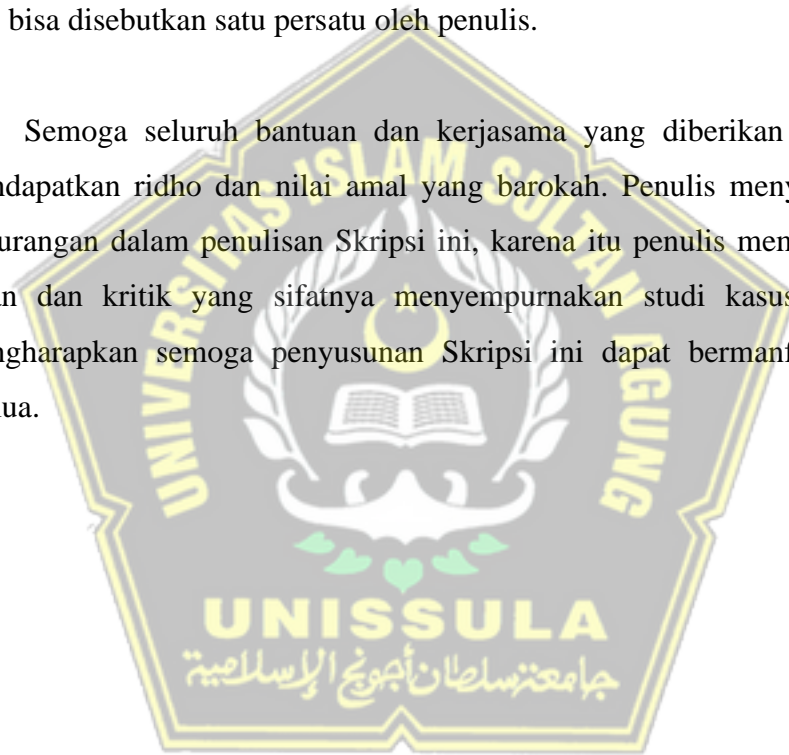 bisa disebutkan satu persatu oleh penulis.
Semoga seluruh bantuan dan kerjasama yang diberikan
ndapatkan ridho dan nilai amal yang barokah. Penulis meny
urangan dalam penulisan Skripsi ini, karena itu penulis men
an dan kritik yang sifatnya menyempurnakan studi kasus
ngharapkan semoga penyusunan Skripsi ini dapat bermanf
ua.
UNIVERSITAS ISLAM SULTAN AGUNG
UNISSULA
جامعة سلطان أجونج الإسلامية